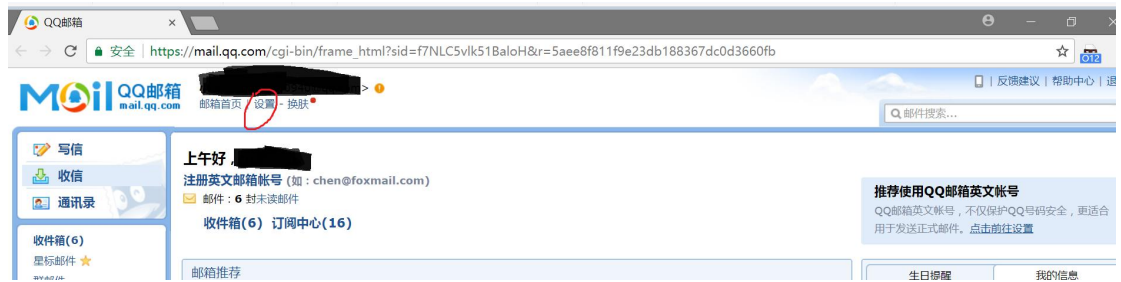 QQ邮箱
安全 | https://mail.qq.com/cgi-bin/frame_html?sid=f7NLC5vlk51BaloH&r=5aee8f811f9e23db188367dc0d3660fb
O12
Mail QQ邮箱
mail.qq.com
>
邮箱首页 | 设置 - 换肤
| 反馈建议 | 帮助中心 |
邮件搜索...
写信
收信
通讯录
收件箱(6)
星标邮件
上午好,
注册英文邮箱帐号 (如:chen@foxmail.com)
邮件:6 封未读邮件
收件箱(6) 订阅中心(16)
邮箱推荐
推荐使用QQ邮箱英文帐号
QQ邮箱英文帐号,不仅保护QQ号码安全,更适合
用于发送正式邮件。点击前往设置
生日提醒
我的信息